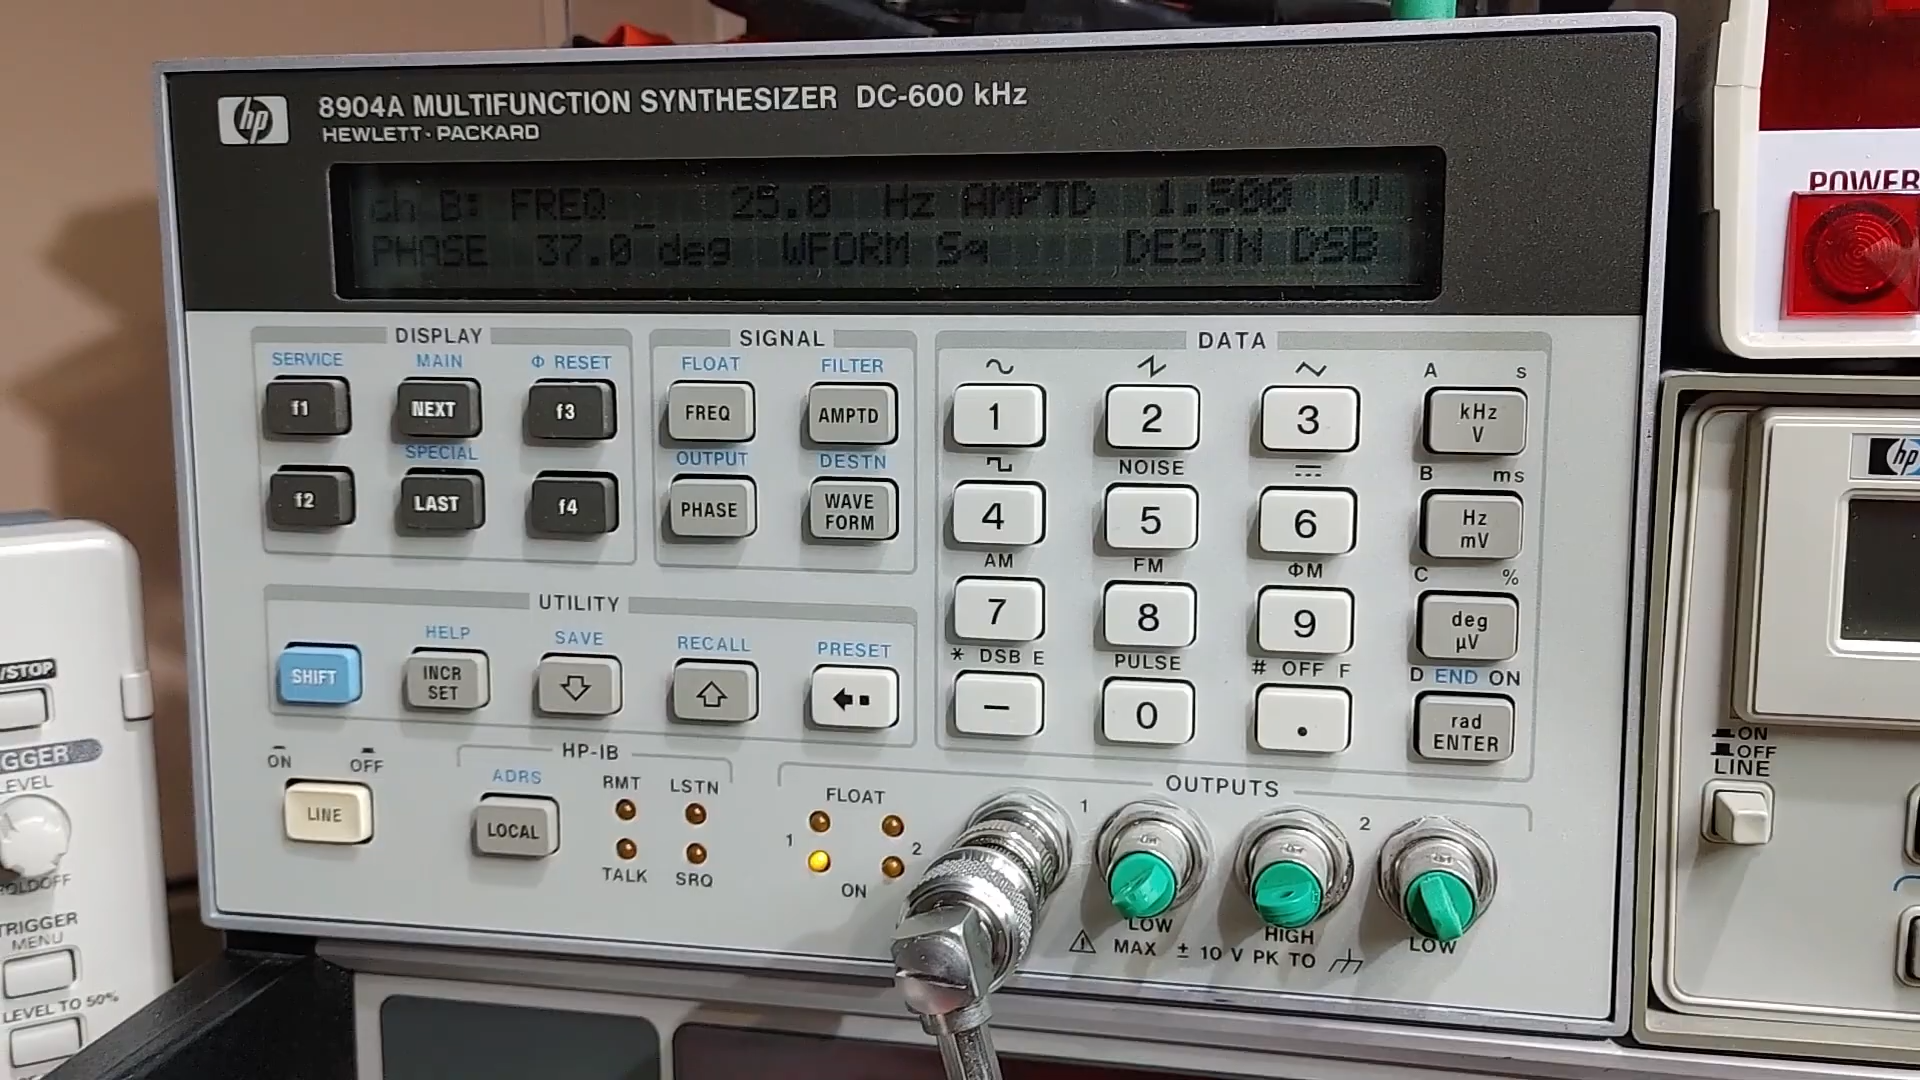 hp 8904A MULTIFUNCTION SYNTHESIZER DC-600 kHz
HEWLETT·PACKARD
ch B: FREQ 25.0 Hz AMPTD 1.500 V
PHASE 37.0 deg WFORM Sq DESTN DSB
DISPLAY
SERVICE MAIN Φ RESET
f1 NEXT f3
SPECIAL
f2 LAST f4
SIGNAL
FLOAT FILTER
FREQ AMPTD
OUTPUT DESTN
PHASE WAVE FORM
DATA
A s
1 2 3 kHz V
NOISE B ms
4 5 6 Hz mV
AM FM ΦM C %
7 8 9 deg µV
* DSB E PULSE # OFF F D END ON
– 0 . rad ENTER
UTILITY
HELP SAVE RECALL PRESET
SHIFT INCR SET
ON OFF
LINE
HP-IB
ADRS RMT LSTN
LOCAL
TALK SRQ
OUTPUTS
FLOAT
1 2
ON
1 2
LOW HIGH LOW
MAX ± 10 V PK TO
POWER
hp
ON
OFF
LINE
/STOP
GGER
LEVEL
OLDOFF
TRIGGER
MENU
LEVEL TO 50%